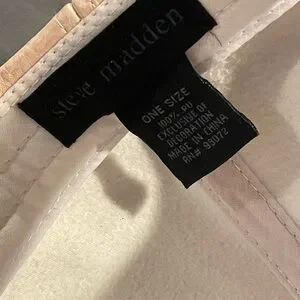 steve madden
ONE SIZE
100% PU
EXCLUSIVE OF
DECORATION
MADE IN CHINA
RN# 93072